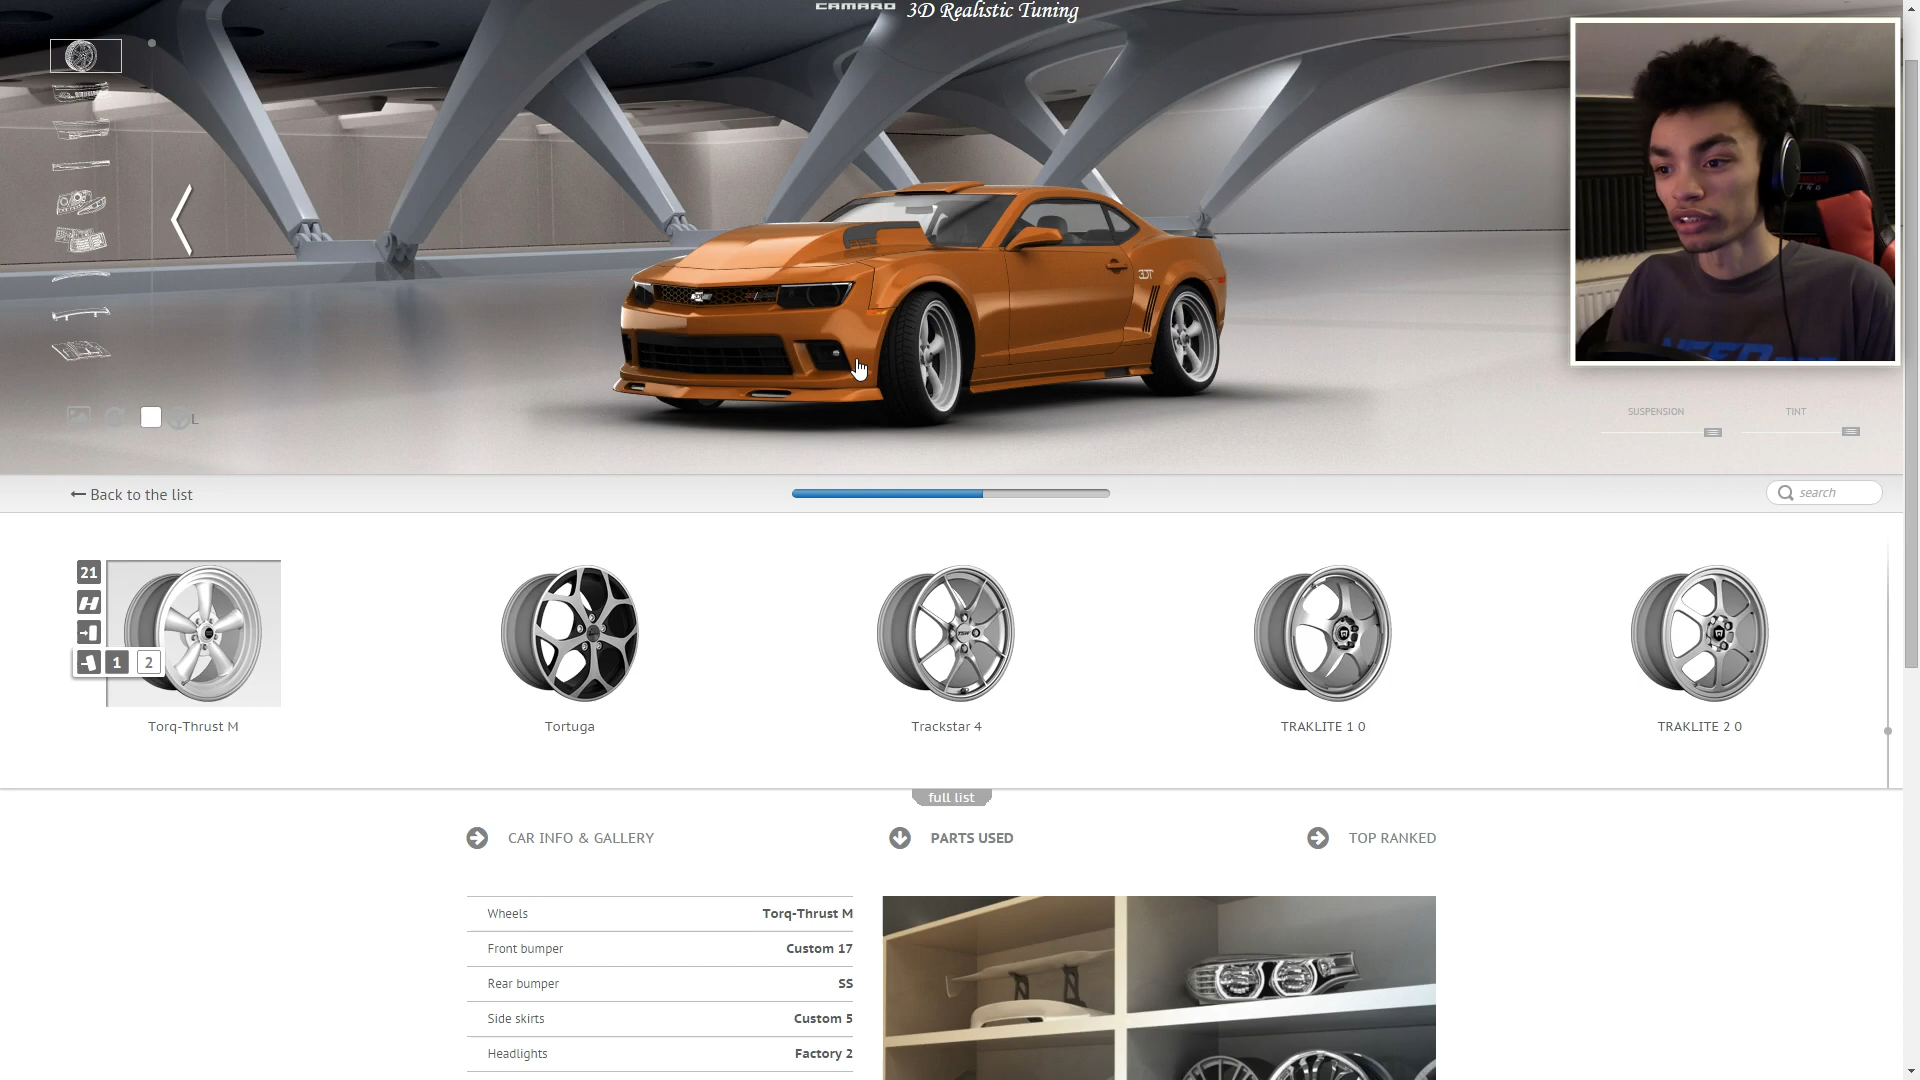 CAMARO 3D Realistic Tuning
3DT
L
SUSPENSION
TINT
Back to the list
search
21
H
1 2
Torq-Thrust M
Tortuga
Trackstar 4
TRAKLITE 1 0
TRAKLITE 2 0
full list
CAR INFO & GALLERY
PARTS USED
TOP RANKED
Wheels Torq-Thrust M
Front bumper Custom 17
Rear bumper SS
Side skirts Custom 5
Headlights Factory 2